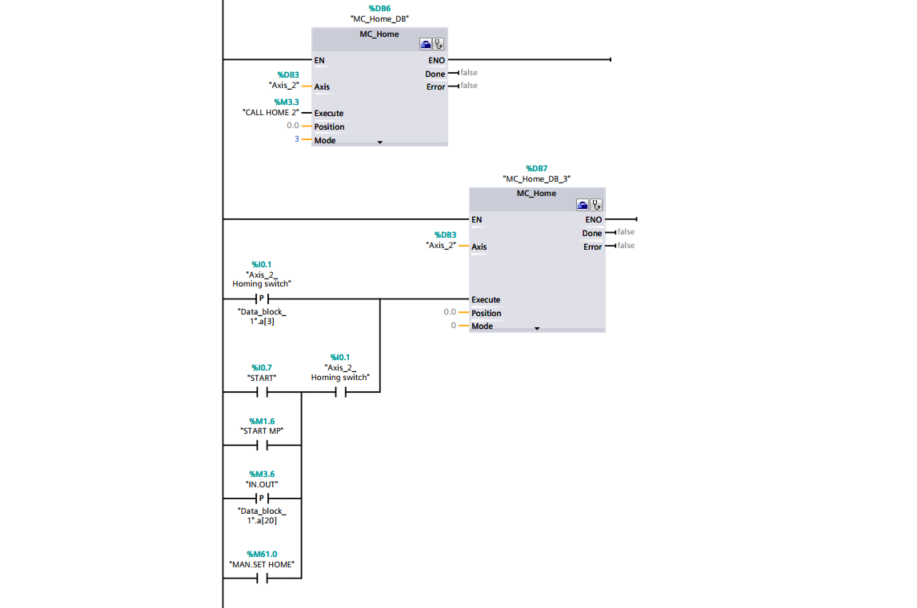 %DB6
"MC_Home_DB"
MC_Home
EN ENO
Done false
%DB3
"Axis_2" Axis Error false
%M3.3
"CALL HOME 2" Execute
0.0 Position
3 Mode
%DB7
"MC_Home_DB_3"
MC_Home
EN ENO
%DB3 Done false
"Axis_2" Axis Error false
%I0.1
"Axis_2_
Homing switch"
P Execute
"Data_block_
1".a[3]
0.0 Position
0 Mode
%I0.7
"START"
%I0.1
"Axis_2_
Homing switch"
%M1.6
"START MP"
%M3.6
"IN.OUT"
P
"Data_block_
1".a[20]
%M61.0
"MAN.SET HOME"